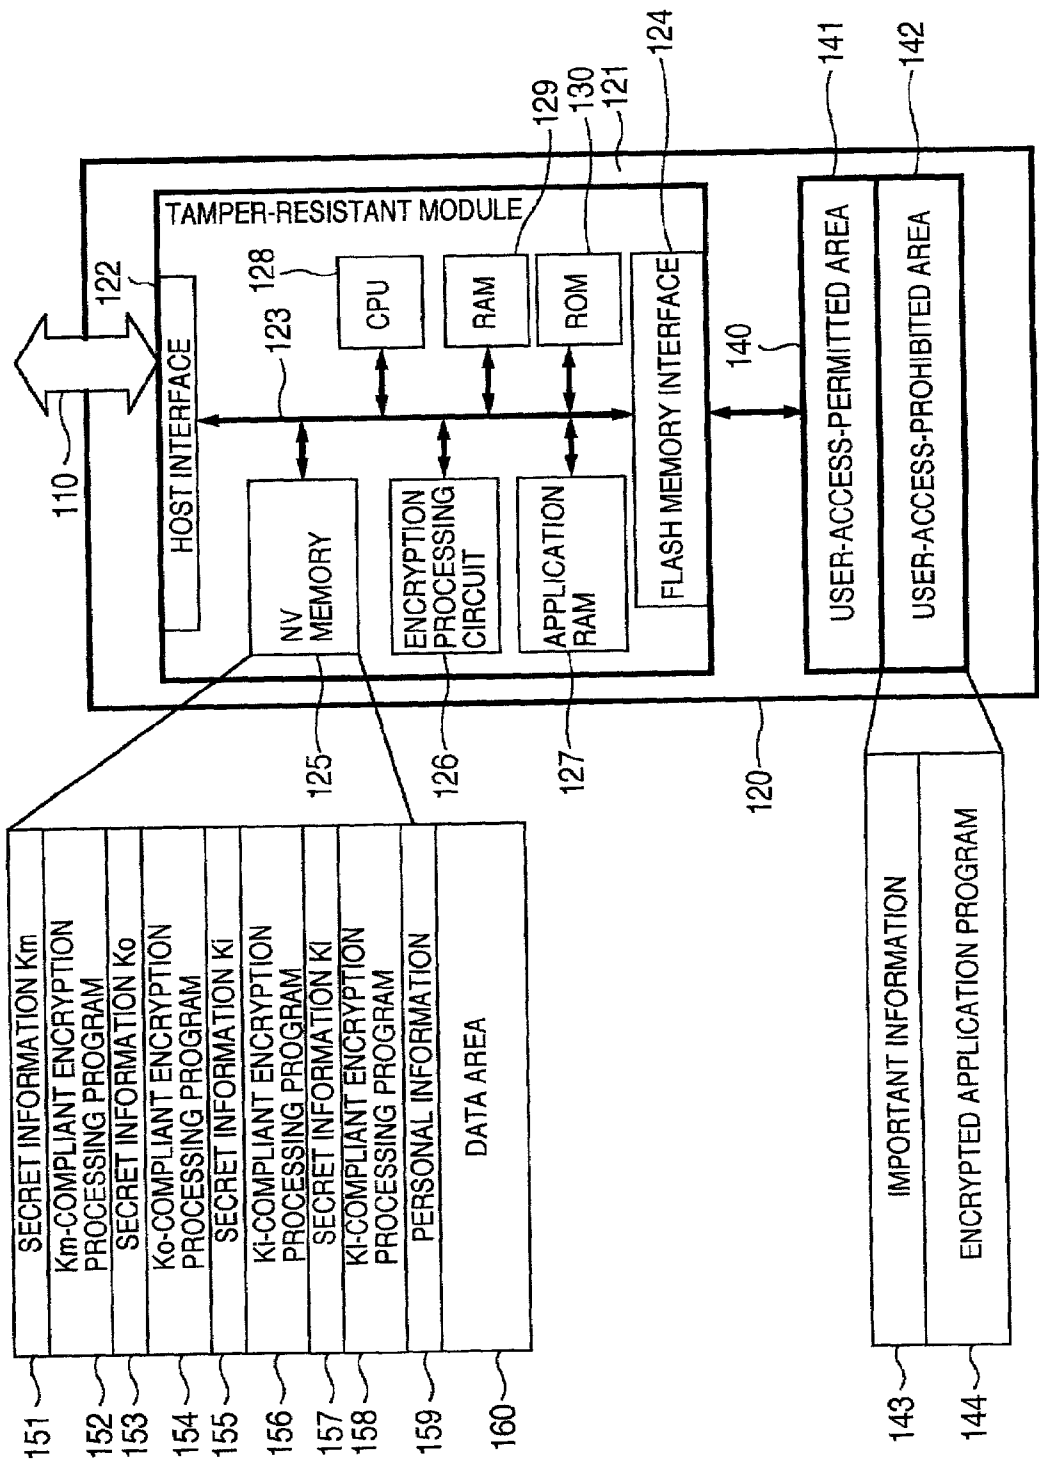 151
SECRET INFORMATION Km
152
Km-COMPLIANT ENCRYPTION
PROCESSING PROGRAM
153
SECRET INFORMATION Ko
154
Ko-COMPLIANT ENCRYPTION
PROCESSING PROGRAM
155
SECRET INFORMATION Ki
156
Ki-COMPLIANT ENCRYPTION
PROCESSING PROGRAM
157
SECRET INFORMATION Kl
158
Kl-COMPLIANT ENCRYPTION
PROCESSING PROGRAM
159
PERSONAL INFORMATION
160
DATA AREA
110
122
HOST INTERFACE
TAMPER-RESISTANT MODULE
123
128
CPU
NV
MEMORY
125
RAM
129
ENCRYPTION
PROCESSING
CIRCUIT
126
ROM
130
APPLICATION
RAM
127
121
FLASH MEMORY INTERFACE
124
120
140
USER-ACCESS-PERMITTED AREA
141
USER-ACCESS-PROHIBITED AREA
142
143
IMPORTANT INFORMATION
144
ENCRYPTED APPLICATION PROGRAM